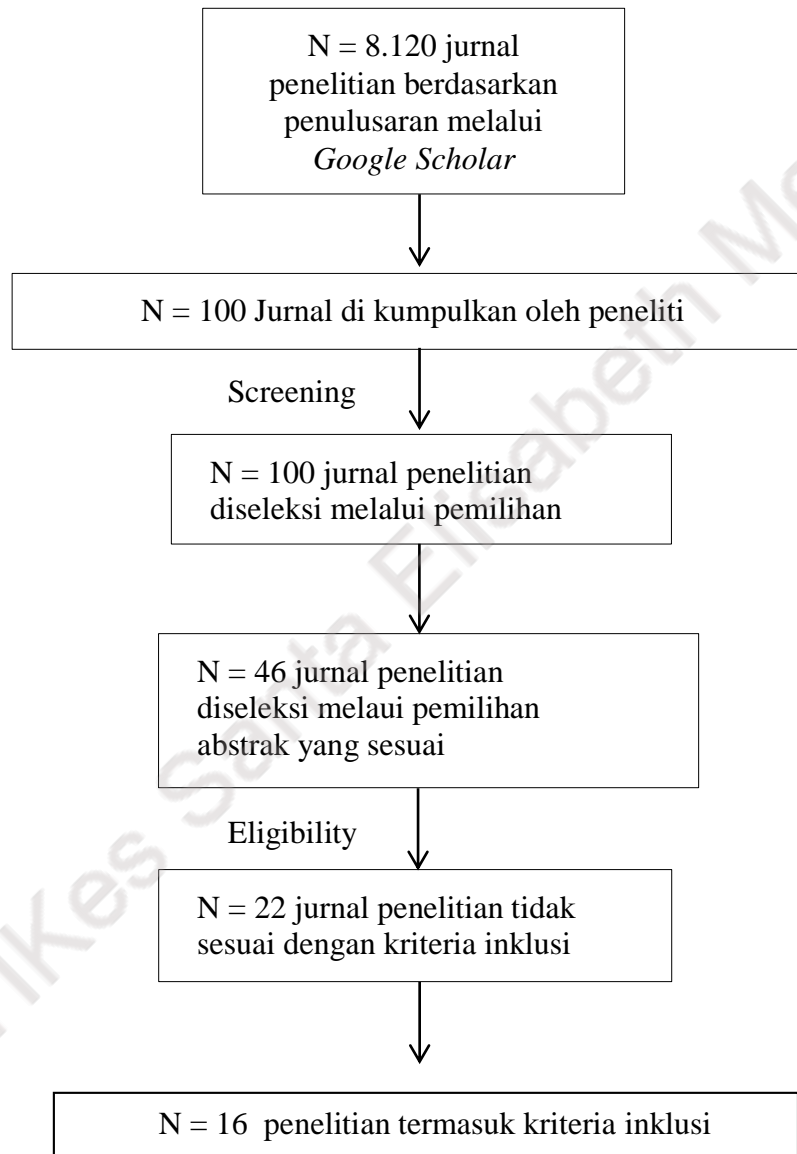 N = 8.120 jurnal
penelitian berdasarkan
penulusaran melalui
Google Scholar
N = 100 Jurnal di kumpulkan oleh peneliti
Screening
N = 100 jurnal penelitian
diseleksi melalui pemilihan
N = 46 jurnal penelitian
diseleksi melaui pemilihan
abstrak yang sesuai
Eligibility
N = 22 jurnal penelitian tidak
sesuai dengan kriteria inklusi
N = 16 penelitian termasuk kriteria inklusi
Santa Elisabeth